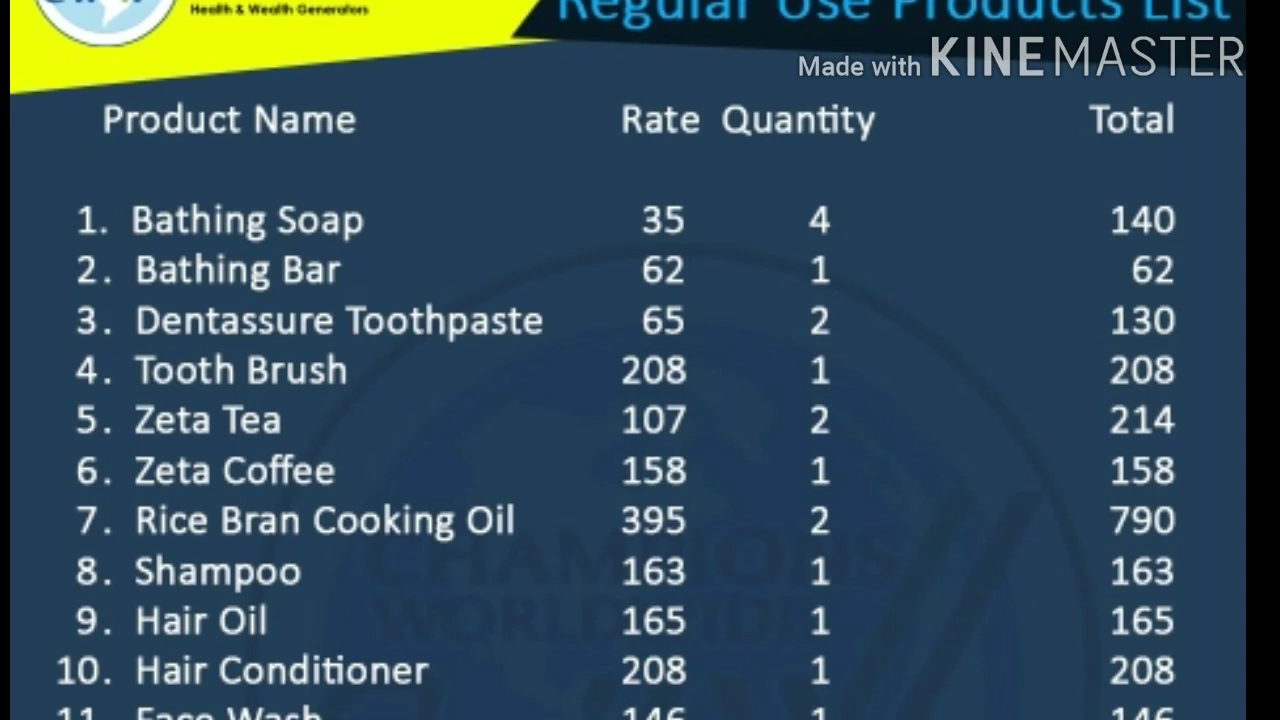 Health & Wealth Generators
Regular Use Products List
Made with KINEMASTER
Product Name Rate Quantity Total
1. Bathing Soap 35 4 140
2. Bathing Bar 62 1 62
3. Dentassure Toothpaste 65 2 130
4. Tooth Brush 208 1 208
5. Zeta Tea 107 2 214
6. Zeta Coffee 158 1 158
7. Rice Bran Cooking Oil 395 2 790
8. Shampoo 163 1 163
9. Hair Oil 165 1 165
10. Hair Conditioner 208 1 208
11. Face Wash 146 1 146
CHAMPIONS
WORLDWIDE